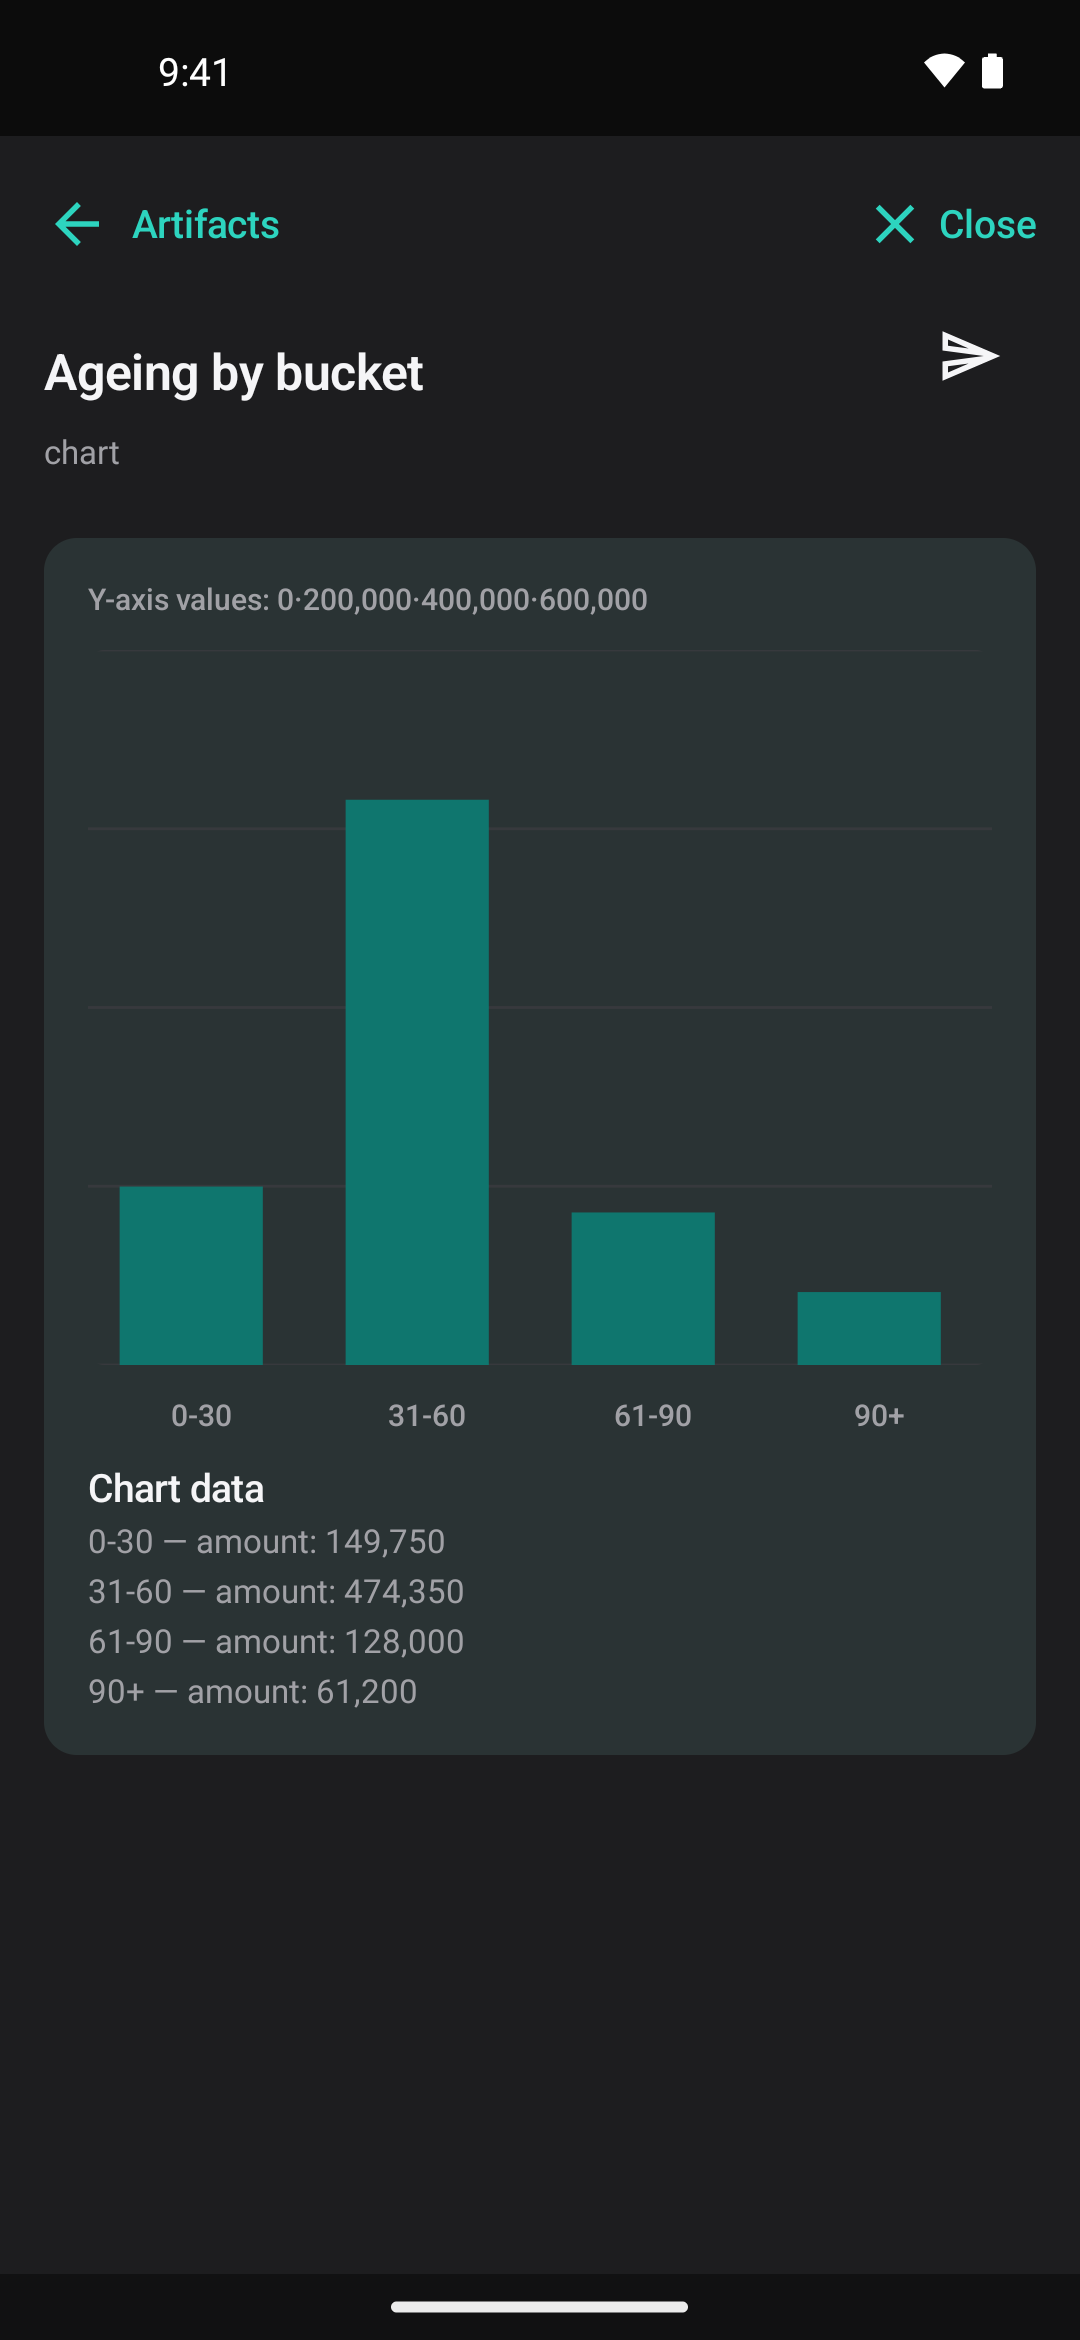 9:41
Artifacts
Close
Ageing by bucket
chart
Y-axis values: 0·200,000·400,000·600,000
0-30
31-60
61-90
90+
Chart data
0-30 — amount: 149,750
31-60 — amount: 474,350
61-90 — amount: 128,000
90+ — amount: 61,200